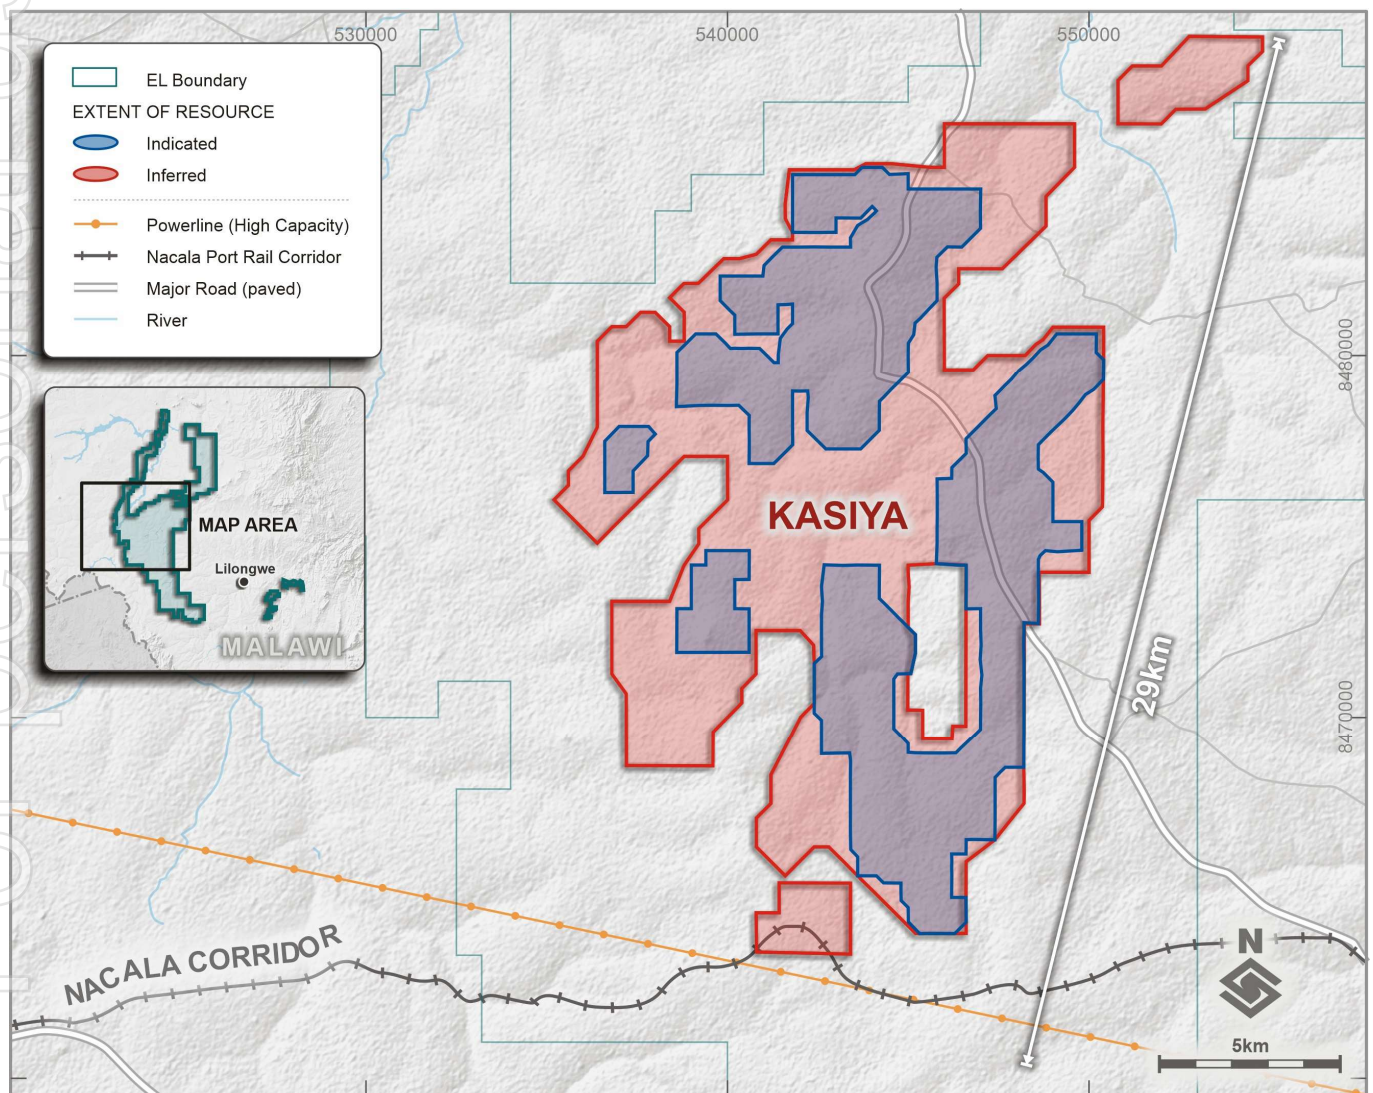 530000
540000
550000
EL Boundary
EXTENT OF RESOURCE
Indicated
Inferred
Powerline (High Capacity)
Nacala Port Rail Corridor
Major Road (paved)
River
8480000
MAP AREA
Lilongwe
MALAWI
KASIYA
29km
8470000
NACALA CORRIDOR
N
5km